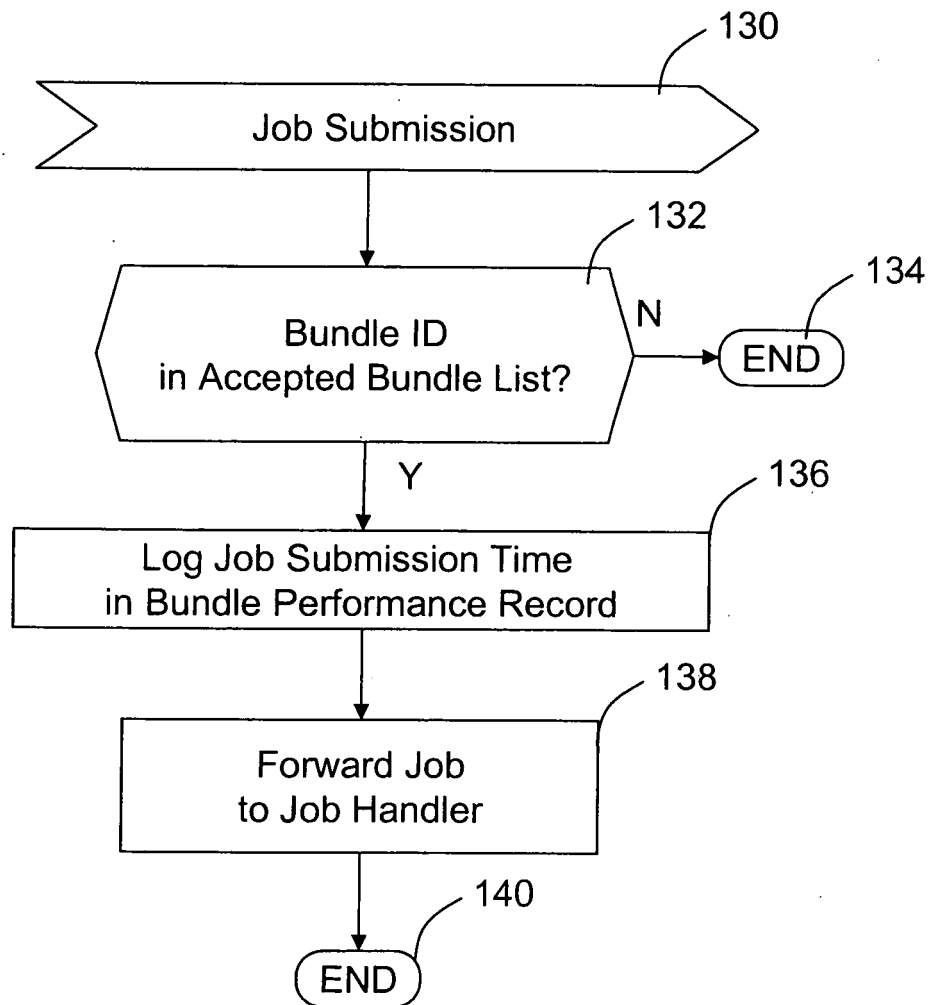 130
Job Submission
132
134
Bundle ID
in Accepted Bundle List?
N
END
Y
136
Log Job Submission Time
in Bundle Performance Record
138
Forward Job
to Job Handler
140
END